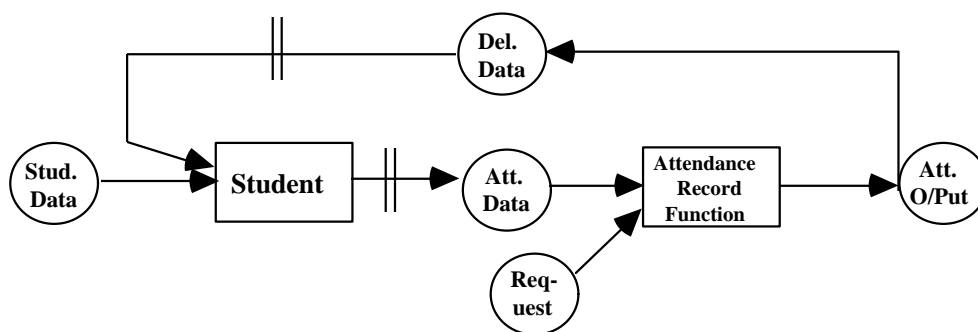 Del.
Data
Stud.
Data
Student
Att.
Data
Attendance
Record
Function
Att.
O/Put
Req-
uest